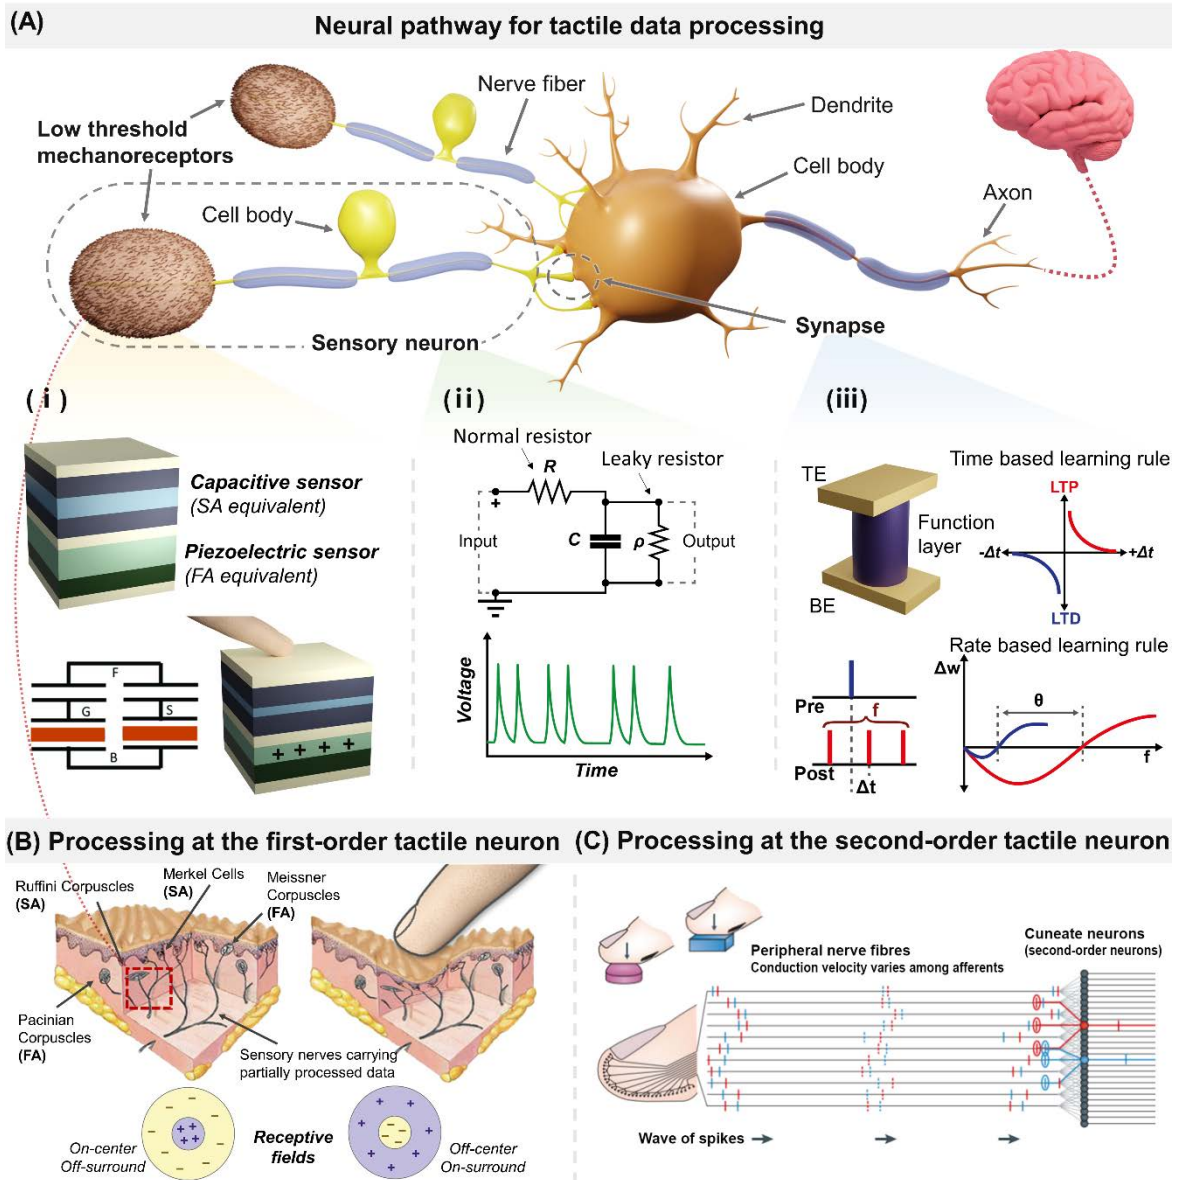 (A)
Neural pathway for tactile data processing
Nerve fiber
Dendrite
Low threshold
mechanoreceptors
Cell body
Cell body
Axon
Synapse
Sensory neuron
(i)
Capacitive sensor
(SA equivalent)
Piezoelectric sensor
(FA equivalent)
F
G
S
B
+ + + +
(ii)
Normal resistor
Leaky resistor
R
+
Input
C
ρ
Output
Voltage
Time
(iii)
TE
Function
layer
BE
Time based learning rule
LTP
-Δt
+Δt
LTD
Rate based learning rule
Pre
f
Post
Δt
Δw
θ
f
(B) Processing at the first-order tactile neuron
Ruffini Corpuscles
(SA)
Merkel Cells
(SA)
Meissner
Corpuscles
(FA)
Pacinian
Corpuscles
(FA)
Sensory nerves carrying
partially processed data
On-center
Off-surround
Receptive
fields
Off-center
On-surround
(C) Processing at the second-order tactile neuron
Peripheral nerve fibres
Conduction velocity varies among afferents
Cuneate neurons
(second-order neurons)
Wave of spikes